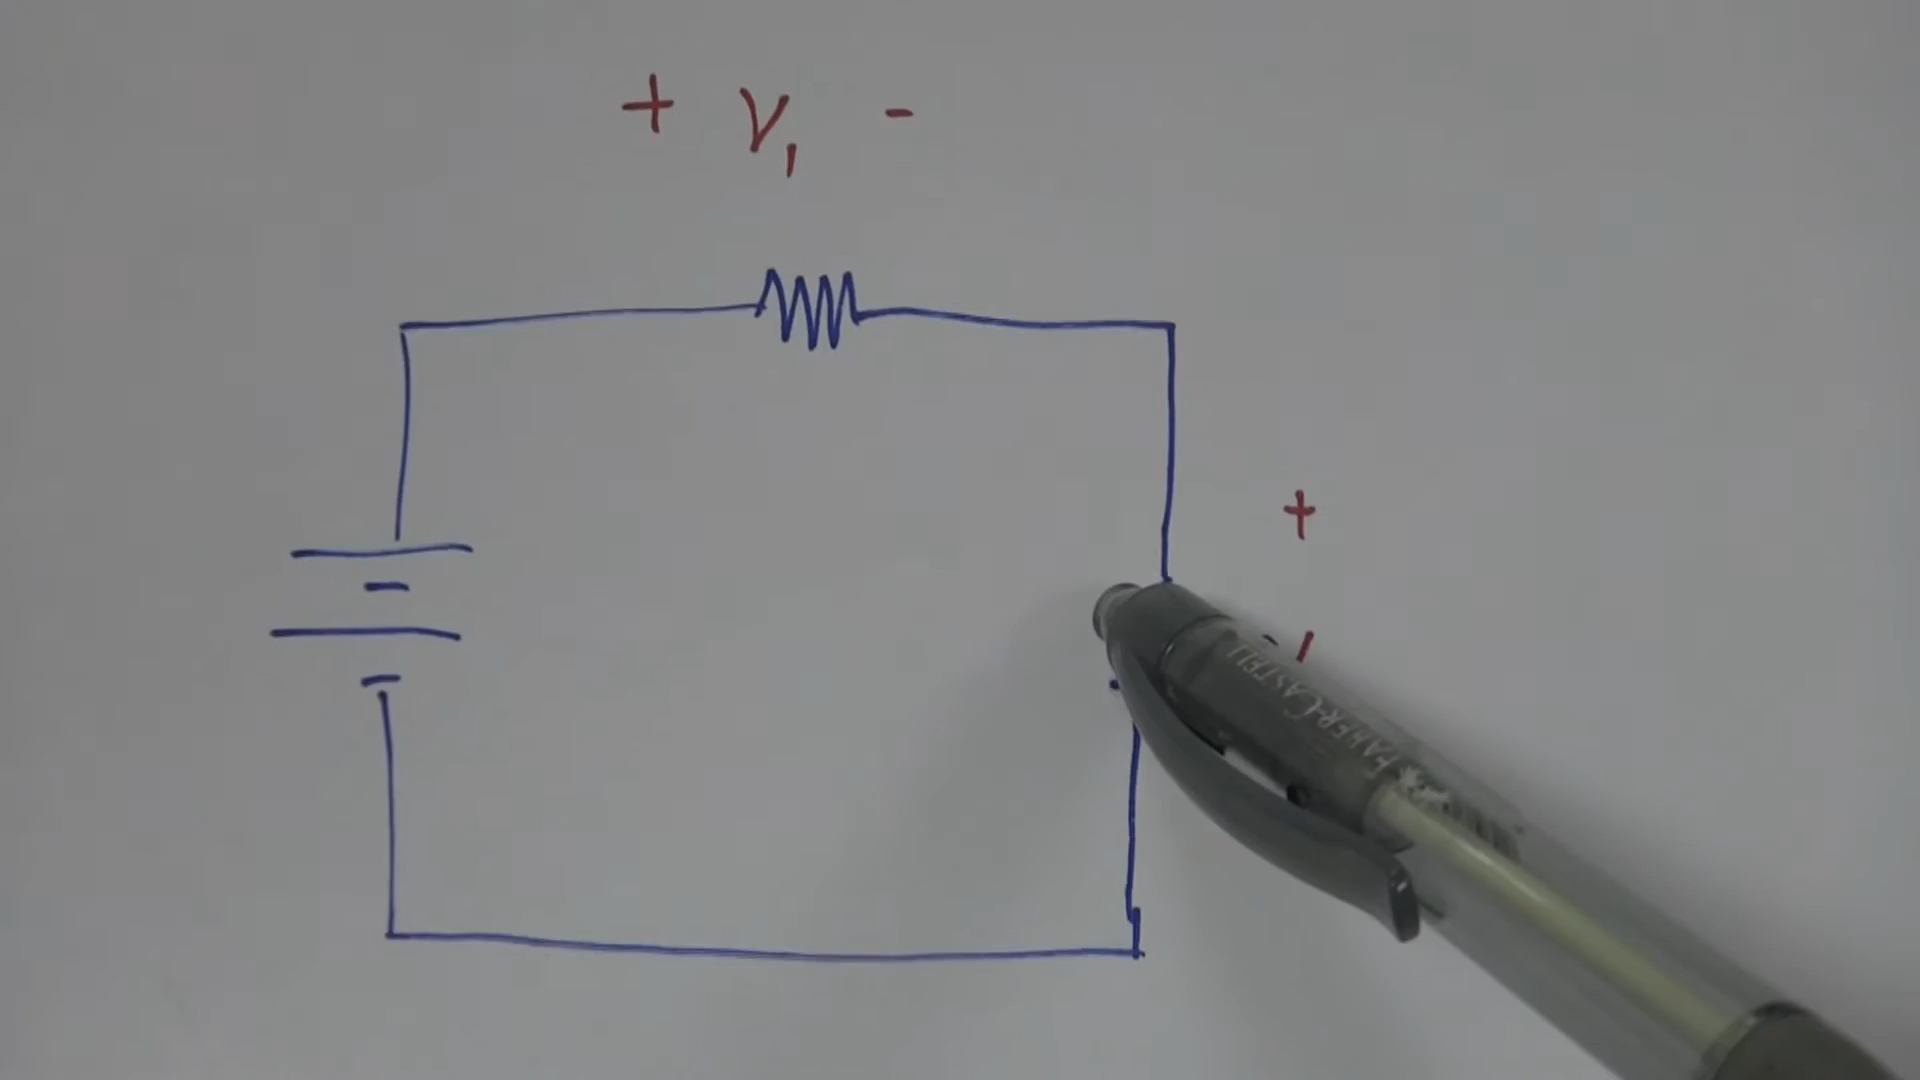 + V₁ -
+
FABER-CASTELL